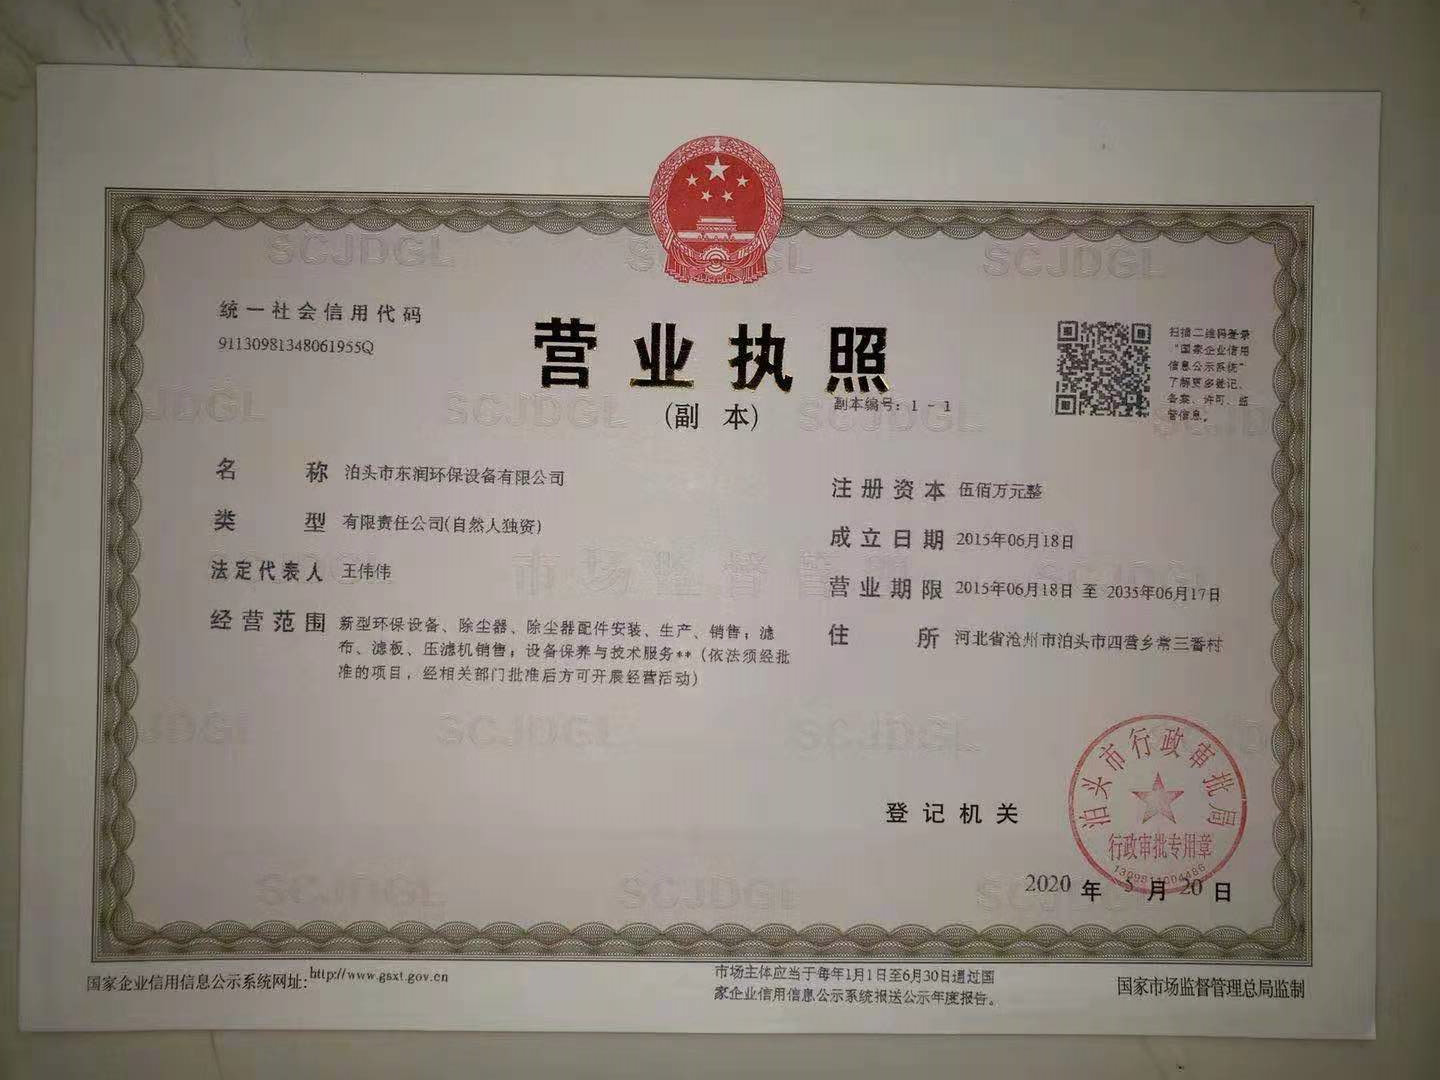 统一社会信用代码
91130981348061955Q
营业执照
(副 本)
副本编号：1 - 1
扫描二维码登录
“国家企业信用
信息公示系统”
了解更多登记、
备案、许可、监
管信息。
名 称 泊头市东润环保设备有限公司
类 型 有限责任公司(自然人独资)
法定代表人 王伟伟
经营范围 新型环保设备、除尘器、除尘器配件安装、生产、销售；滤
布、滤板、压滤机销售；设备保养与技术服务**（依法须经批
准的项目，经相关部门批准后方可开展经营活动）
注册资本 伍佰万元整
成立日期 2015年06月18日
营业期限 2015年06月18日 至 2035年06月17日
住 所 河北省沧州市泊头市四营乡常三番村
SCJDGL
市场监督管理
登记机关
泊头市行政审批局
行政审批专用章
2020 年 5 月 20 日
国家企业信用信息公示系统网址:http://www.gsxt.gov.cn
市场主体应当于每年1月1日至6月30日通过国
家企业信用信息公示系统报送公示年度报告。
国家市场监督管理总局监制